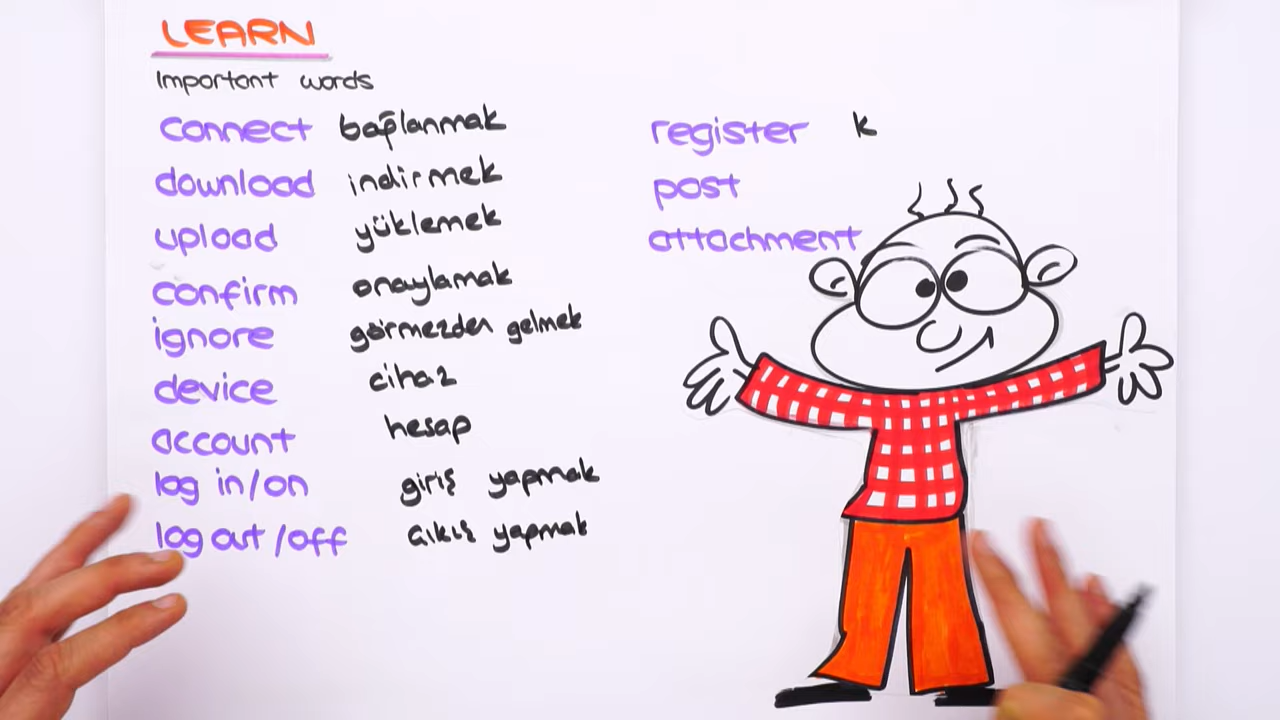 LEARN
Important words
connect bağlanmak
download indirmek
upload yüklemek
confirm onaylamak
ignore görmezden gelmek
device cihaz
account hesap
log in/on giriş yapmak
log out/off çıkış yapmak
register k
post
attachment